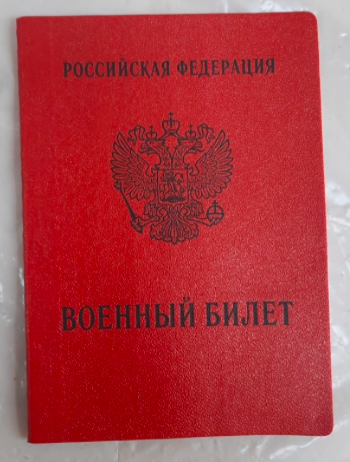 РОССИЙСКАЯ ФЕДЕРАЦИЯ
ВОЕННЫЙ БИЛЕТ